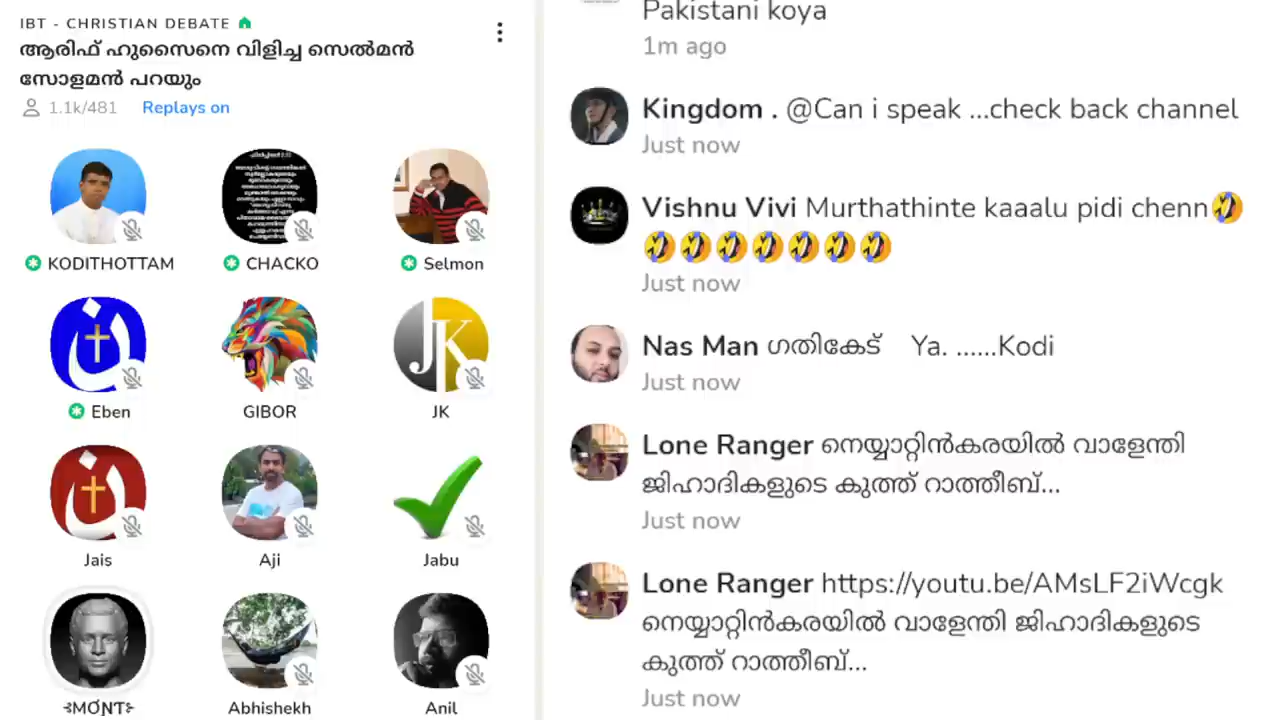 IBT - CHRISTIAN DEBATE
ആരിഫ് ഹുസൈനെ വിളിച്ച സെൽമൻ
സോളമൻ പറയും
1.1k/481 Replays on
KODITHOTTAM CHACKO Selmon
JK
Eben GIBOR JK
Jais Aji Jabu
Abhishekh Anil
Pakistani koya
1m ago
Kingdom . @Can i speak ...check back channel
Just now
Vishnu Vivi Murthathinte kaaalu pidi chenn🤣
🤣🤣🤣🤣🤣🤣🤣
Just now
Nas Man ഗതികേട് Ya. ......Kodi
Just now
Lone Ranger നെയ്യാറ്റിൻകരയിൽ വാളേന്തി
ജിഹാദികളുടെ കുത്ത് റാത്തീബ്...
Just now
Lone Ranger https://youtu.be/AMsLF2iWcgk
നെയ്യാറ്റിൻകരയിൽ വാളേന്തി ജിഹാദികളുടെ
കുത്ത് റാത്തീബ്...
Just now